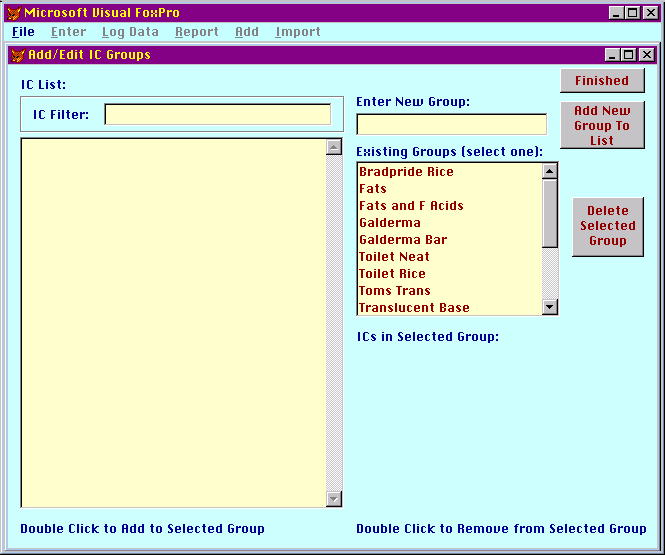 Microsoft Visual FoxPro
File Enter Log Data Report Add Import
Add/Edit IC Groups
IC List:
IC Filter:
Enter New Group:
Existing Groups (select one):
Bradpride Rice
Fats
Fats and F Acids
Galderma
Galderma Bar
Toilet Neat
Toilet Rice
Toms Trans
Translucent Base
ICs in Selected Group:
Finished
Add New
Group To
List
Delete
Selected
Group
Double Click to Add to Selected Group
Double Click to Remove from Selected Group